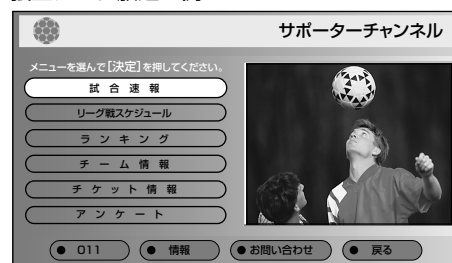 サポーターチャンネル
メニューを選んで[決定]を押してください。
試合速報
リーグ戦スケジュール
ランキング
チーム情報
チケット情報
アンケート
● 011 ● 情報 ● お問い合わせ ● 戻る